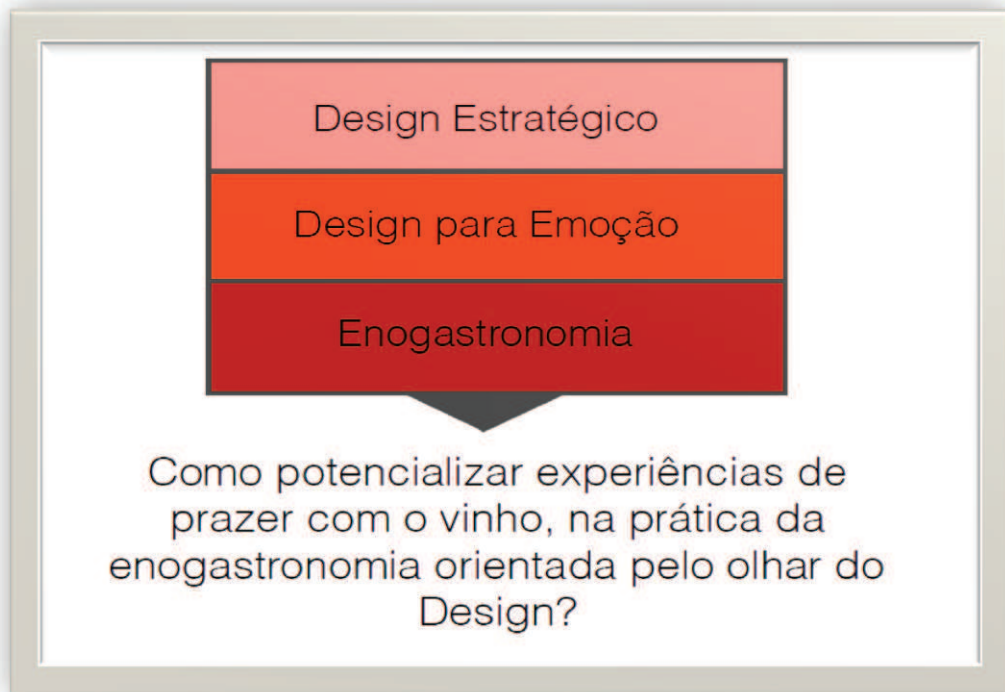 Design Estratégico
Design para Emoção
Enogastronomia
Como potencializar experiências de
prazer com o vinho, na prática da
enogastronomia orientada pelo olhar do
Design?